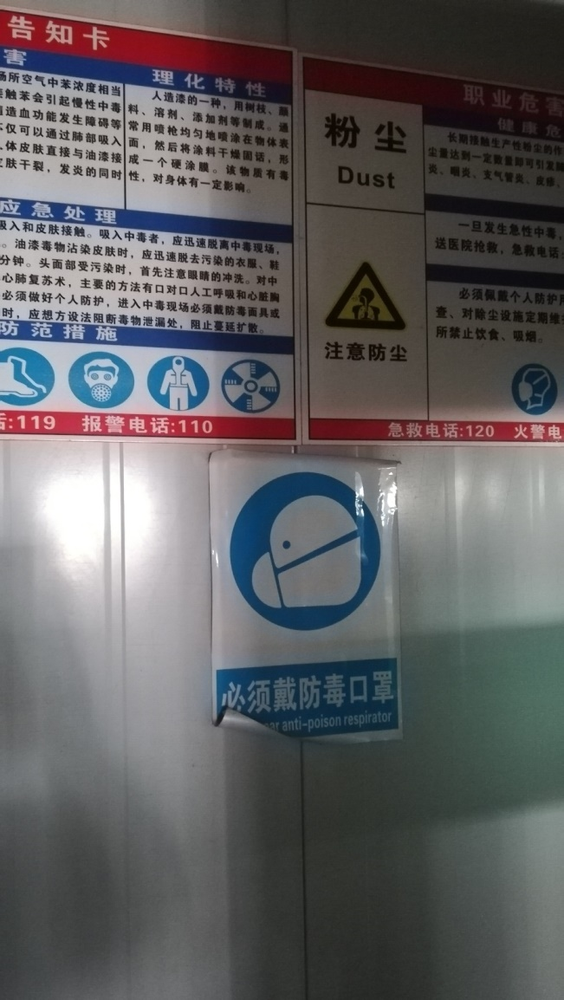 告知卡
害
理化特性
场所空气中苯浓度相当
接触苯会引起慢性中毒
造血功能发生障碍等
不仅可以通过肺部吸入
人体皮肤直接与油漆接
皮肤干裂，发炎的同时
人造漆的一种，用树枝、颜
料、溶剂、添加剂等制成。通
常用喷枪均匀地喷涂在物体表
面，然后将涂料干燥固话，形
成一个硬涂膜。该物质有毒
性，对身体有一定影响。
应急处理
吸入和皮肤接触。吸入中毒者，应迅速脱离中毒现场，
。油漆毒物沾染皮肤时，应迅速脱去污染的衣服、鞋
分钟。头面部受污染时，首先注意眼睛的冲洗。对中
心肺复苏术，主要的方法有口对口人工呼吸和心脏胸
必须做好个人防护，进入中毒现场必须戴防毒面具或
时，应想方设法阻断毒物泄漏处，阻止蔓延扩散。
防范措施
话:119 报警电话:110
职业危害
粉尘
Dust
健康危
长期接触生产性粉尘的作
尘量达到一定数量即可引发
炎、咽炎、支气管炎、皮疹、
一旦发生急性中毒，
送医院抢救，急救电话：
注意防尘
必须佩戴个人防护
查、对除尘设施定期维
所禁止饮食、吸烟。
急救电话:120 火警电
必须戴防毒口罩
anti-poison respirator